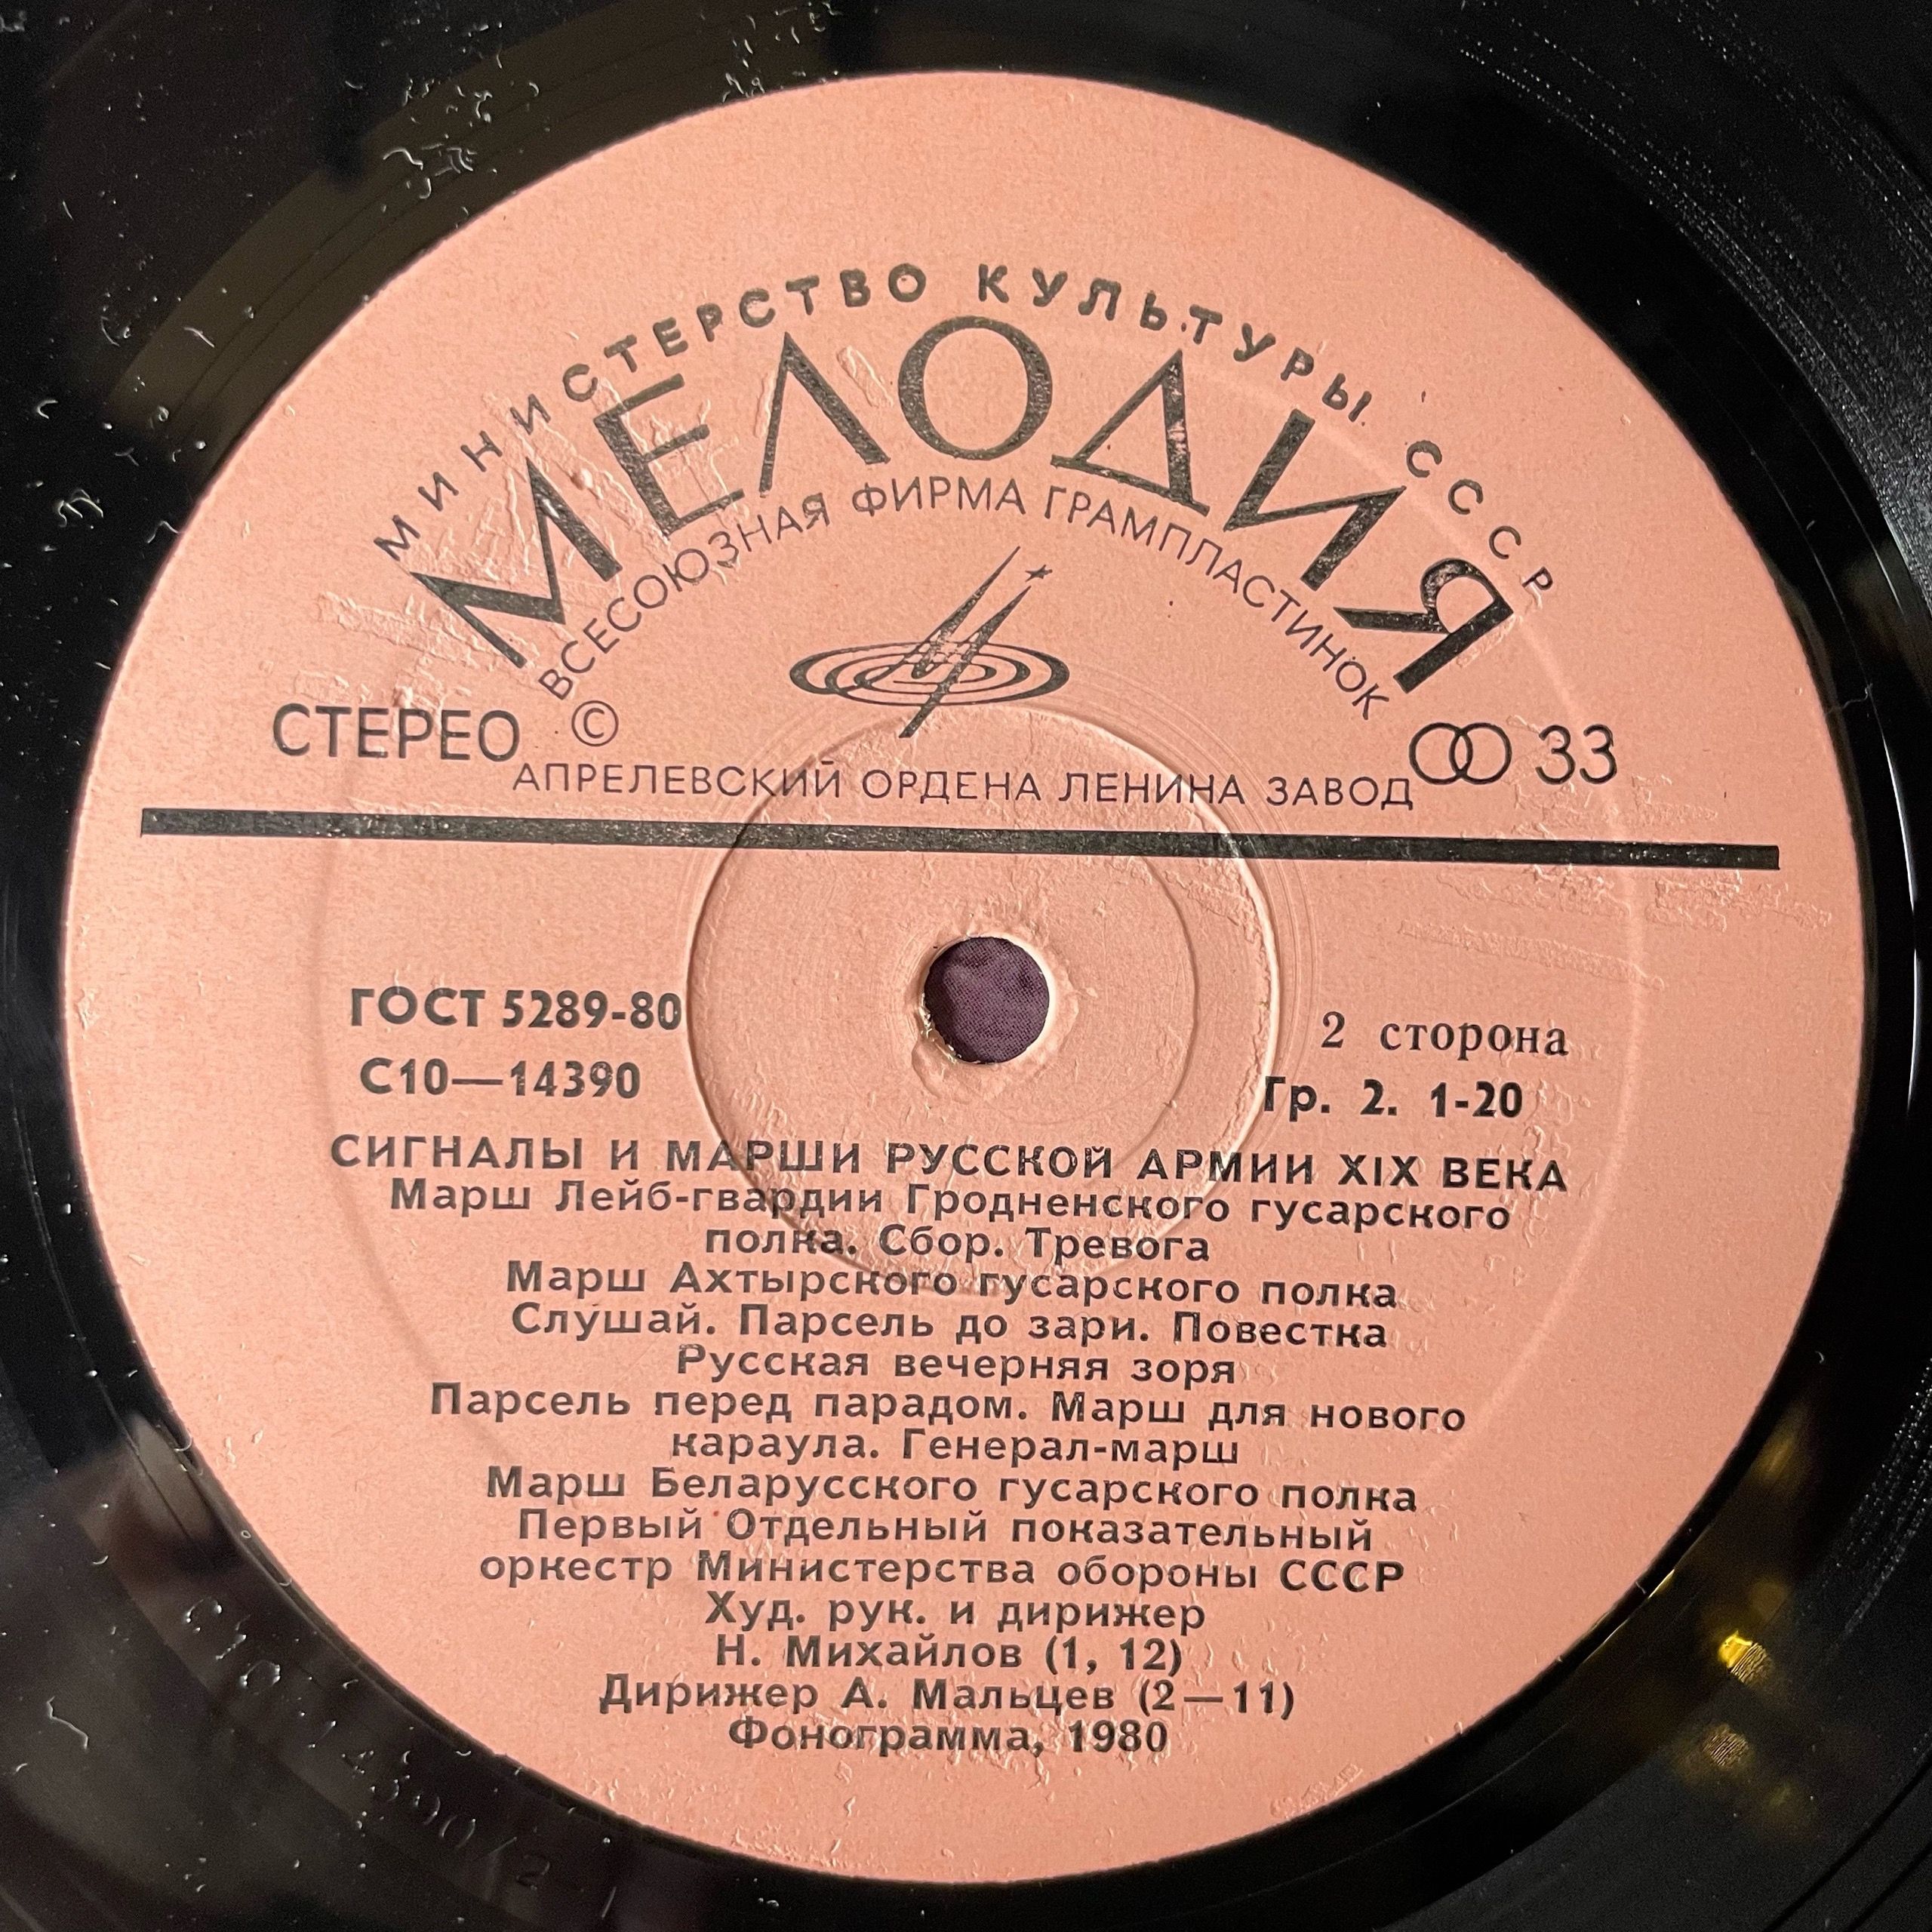 МИНИСТЕРСТВО КУЛЬТУРЫ СССР
МЕЛОДИЯ
ВСЕСОЮЗНАЯ ФИРМА ГРАМПЛАСТИНОК
СТЕРЕО © 33
АПРЕЛЕВСКИЙ ОРДЕНА ЛЕНИНА ЗАВОД
ГОСТ 5289-80
2 сторона
С10—14390
Гр. 2. 1-20
СИГНАЛЫ И МАРШИ РУССКОЙ АРМИИ XIX ВЕКА
Марш Лейб-гвардии Гродненского гусарского
полка. Сбор. Тревога
Марш Ахтырского гусарского полка
Слушай. Парсель до зари. Повестка
Русская вечерняя зоря
Парсель перед парадом. Марш для нового
караула. Генерал-марш
Марш Беларусского гусарского полка
Первый Отдельный показательный
оркестр Министерства обороны СССР
Худ. рук. и дирижер
Н. Михайлов (1, 12)
Дирижер А. Мальцев (2—11)
Фонограмма, 1980